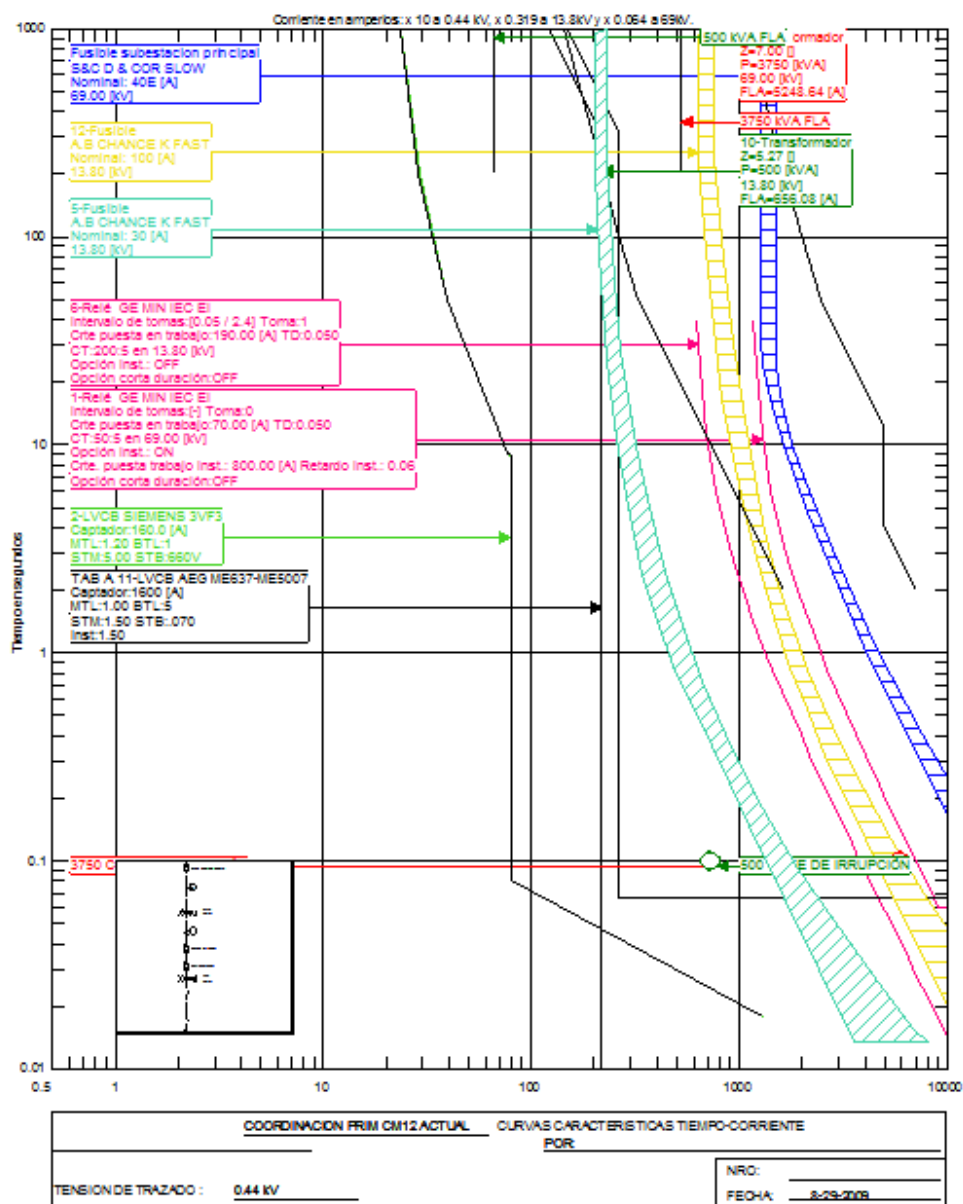 Corriente en amperios: x 10 a 0.44 kV, x 0.319 a 13.8kV y x 0.064 a 69kV.
1000
Fusible subestacion principal
S&C D & COR SLOW
Nominal: 40E [A]
69.00 [kV]
500 kVA FLA
ormador
Z=7.00 []
P=3750 [kVA]
69.00 [kV]
FLA=5248.64 [A]
3750 kVA FLA
12-Fusible
A.B CHANCE K FAST
Nominal: 100 [A]
13.80 [kV]
10-Transformador
Z=5.27 []
P=500 [kVA]
13.80 [kV]
FLA=656.08 [A]
5-Fusible
A.B CHANCE K FAST
Nominal: 30 [A]
13.80 [kV]
100
6-Relé GE MIN IEC EI
Intervalo de tomas:[0.05 / 2.4] Toma:1
Crte puesta en trabajo:190.00 [A] TD:0.050
CT:200:5 en 13.80 [kV]
Opción Inst.: OFF
Opción corta duración:OFF
1-Relé GE MIN IEC EI
Intervalo de tomas:[-] Toma:0
Crte puesta en trabajo:70.00 [A] TD:0.050
CT:50:5 en 69.00 [kV]
Opción Inst.: ON
Crte. puesta trabajo Inst.: 800.00 [A] Retardo Inst.: 0.06
Opción corta duración:OFF
10
2-LVCB SIEMENS 3VF3
Captador:160.0 [A]
MTL:1.20 BTL:1
STM:5.00 STB:660V
TAB A 11-LVCB AEG ME637-ME5007
Captador:1600 [A]
MTL:1.00 BTL:5
STM:1.50 STB:.070
Inst:1.50
Tiempo en segundos
1
0.1
3750 C
500
E DE IRRUPCIÓN
0.01
0.5 1 10 100 1000 10000
COORDINACION PRIM CM12 ACTUAL CURVAS CARACTERISTICAS TIEMPO-CORRIENTE
POR:
TENSION DE TRAZADO : 0.44 kV
NRO:
FECHA: 8-29-2009